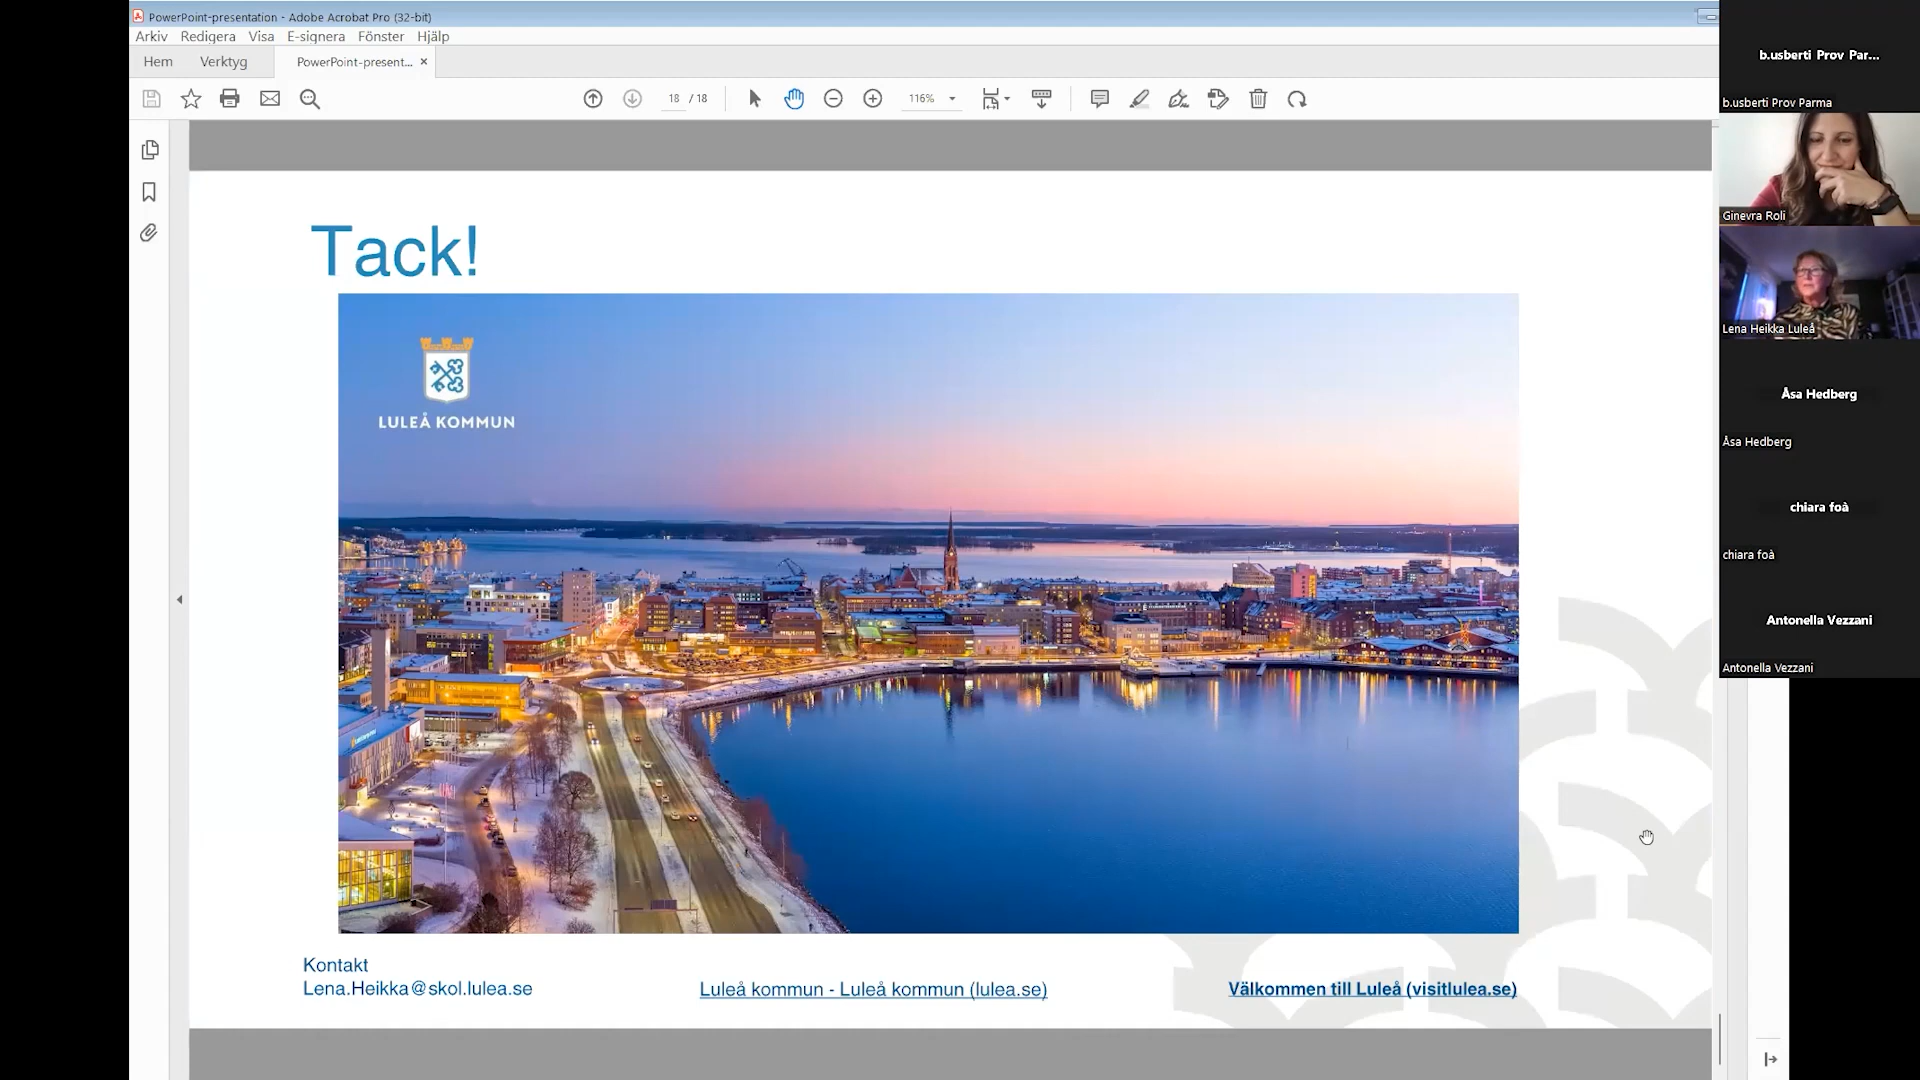 PowerPoint-presentation - Adobe Acrobat Pro (32-bit)
Arkiv Redigera Visa E-signera Fönster Hjälp
Hem Verktyg PowerPoint-present... ×
18 / 18 116%
Tack!
LULEÅ KOMMUN
Kontakt
Lena.Heikka@skol.lulea.se
Luleå kommun - Luleå kommun (lulea.se)
Välkommen till Luleå (visitlulea.se)
b.usberti Prov Par...
b.usberti Prov Parma
Ginevra Roli
Lena Heikka Luleå
Åsa Hedberg
Åsa Hedberg
chiara foà
chiara foà
Antonella Vezzani
Antonella Vezzani